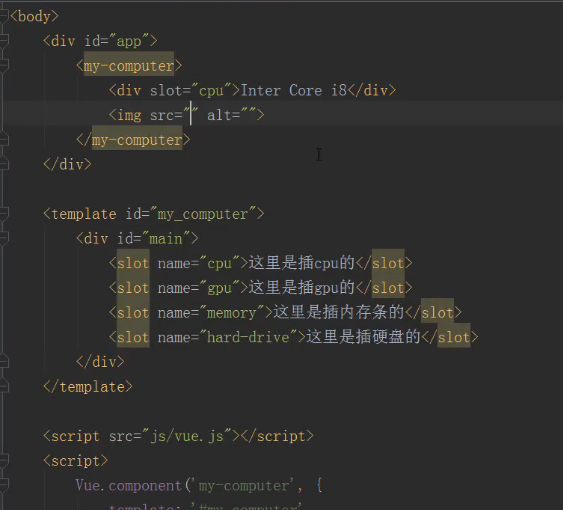 <body>
<div id="app">
<my-computer>
<div slot="cpu">Inter Core i8</div>
<img src="" alt="">
</my-computer>
</div>
<template id="my_computer">
<div id="main">
<slot name="cpu">这里是插cpu的</slot>
<slot name="gpu">这里是插gpu的</slot>
<slot name="memory">这里是插内存条的</slot>
<slot name="hard-drive">这里是插硬盘的</slot>
</div>
</template>
<script src="js/vue.js"></script>
<script>
Vue.component('my-computer', {
template: '#my_computer'